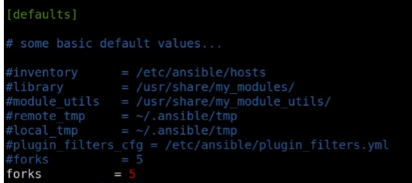 [defaults]
# some basic default values...
#inventory = /etc/ansible/hosts
#library = /usr/share/my_modules/
#module_utils = /usr/share/my_module_utils/
#remote_tmp = ~/.ansible/tmp
#local_tmp = ~/.ansible/tmp
#plugin_filters_cfg = /etc/ansible/plugin_filters.yml
#forks = 5
forks = 5